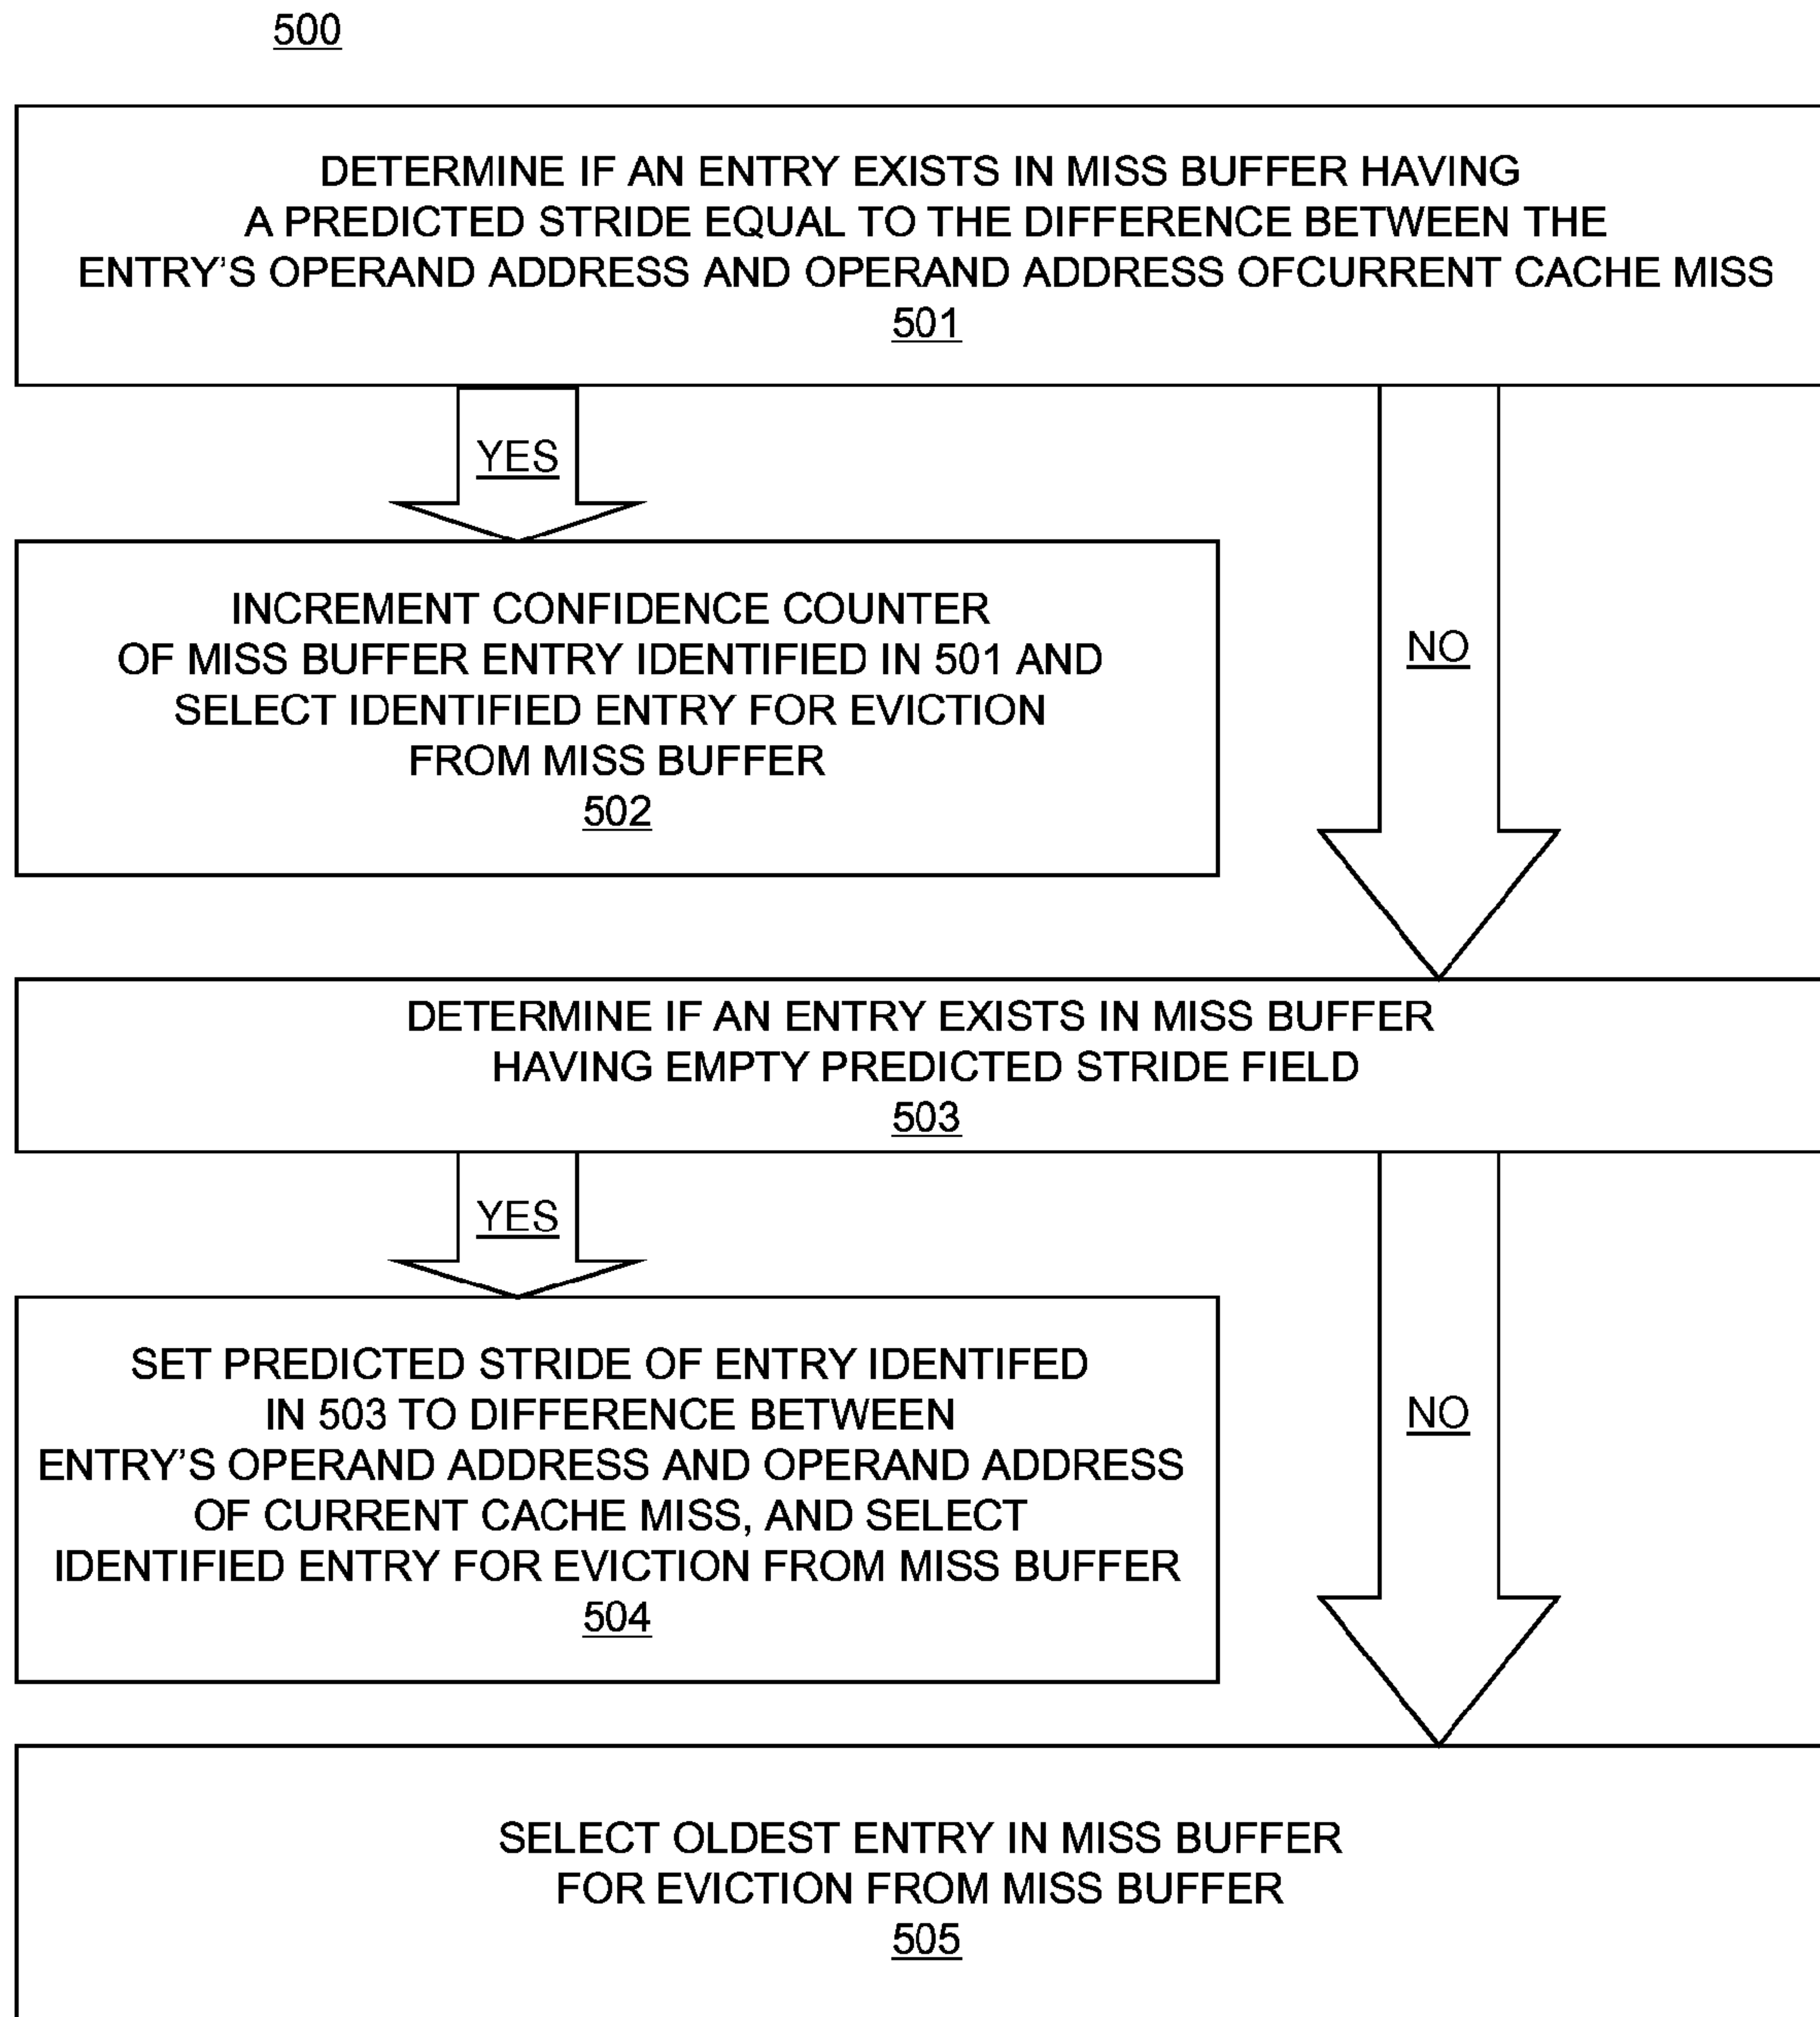 500
DETERMINE IF AN ENTRY EXISTS IN MISS BUFFER HAVING
A PREDICTED STRIDE EQUAL TO THE DIFFERENCE BETWEEN THE
ENTRY'S OPERAND ADDRESS AND OPERAND ADDRESS OFCURRENT CACHE MISS
501
YES
NO
INCREMENT CONFIDENCE COUNTER
OF MISS BUFFER ENTRY IDENTIFIED IN 501 AND
SELECT IDENTIFIED ENTRY FOR EVICTION
FROM MISS BUFFER
502
DETERMINE IF AN ENTRY EXISTS IN MISS BUFFER
HAVING EMPTY PREDICTED STRIDE FIELD
503
YES
NO
SET PREDICTED STRIDE OF ENTRY IDENTIFED
IN 503 TO DIFFERENCE BETWEEN
ENTRY'S OPERAND ADDRESS AND OPERAND ADDRESS
OF CURRENT CACHE MISS, AND SELECT
IDENTIFIED ENTRY FOR EVICTION FROM MISS BUFFER
504
SELECT OLDEST ENTRY IN MISS BUFFER
FOR EVICTION FROM MISS BUFFER
505